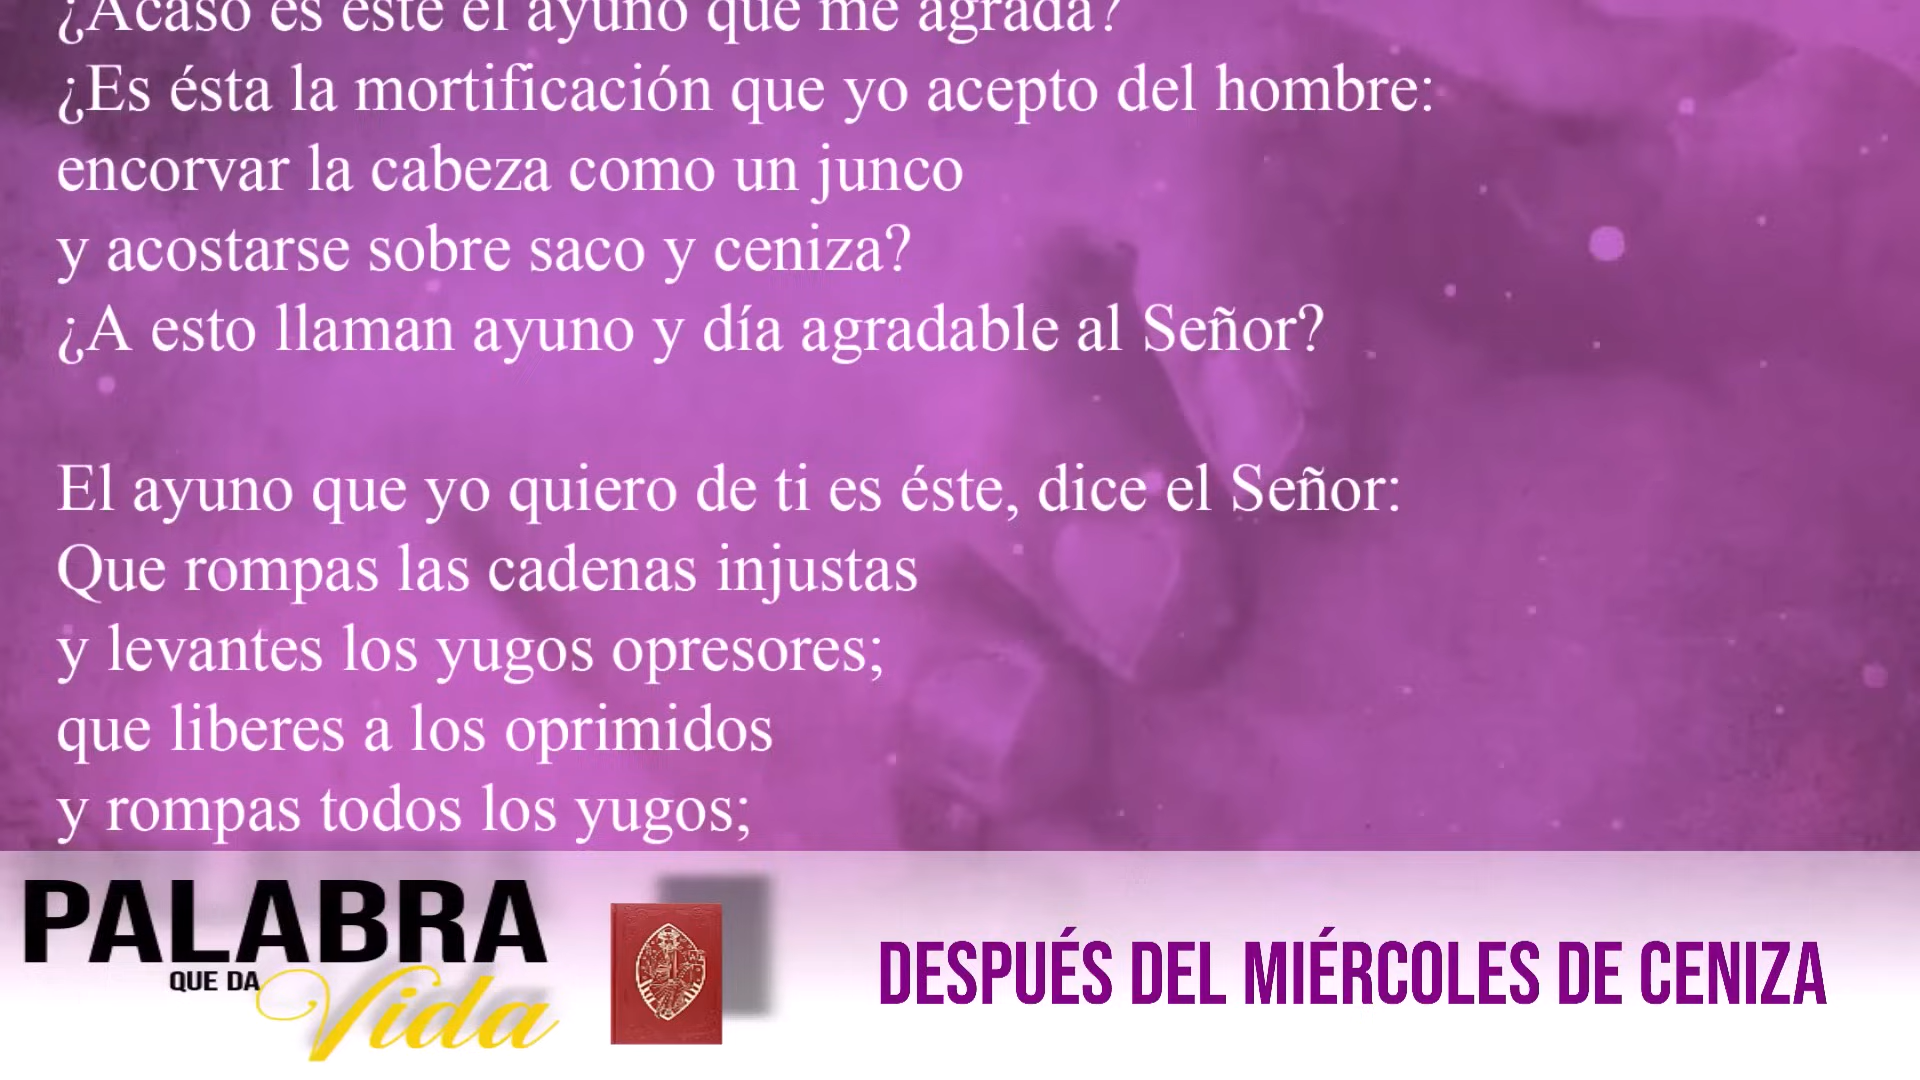 ¿Acaso es este el ayuno que me agrada?
¿Es ésta la mortificación que yo acepto del hombre:
encorvar la cabeza como un junco
y acostarse sobre saco y ceniza?
¿A esto llaman ayuno y día agradable al Señor?
El ayuno que yo quiero de ti es éste, dice el Señor:
Que rompas las cadenas injustas
y levantes los yugos opresores;
que liberes a los oprimidos
y rompas todos los yugos;
PALABRA
QUE DA
Vida
DESPUÉS DEL MIÉRCOLES DE CENIZA